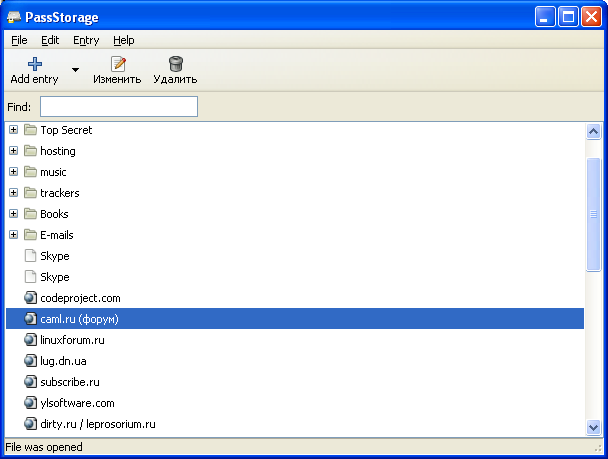 PassStorage
File Edit Entry Help
Add entry Изменить Удалить
Find:
Top Secret
hosting
music
trackers
Books
E-mails
Skype
Skype
codeproject.com
caml.ru (форум)
linuxforum.ru
lug.dn.ua
subscribe.ru
ylsoftware.com
dirty.ru / leprosorium.ru
File was opened